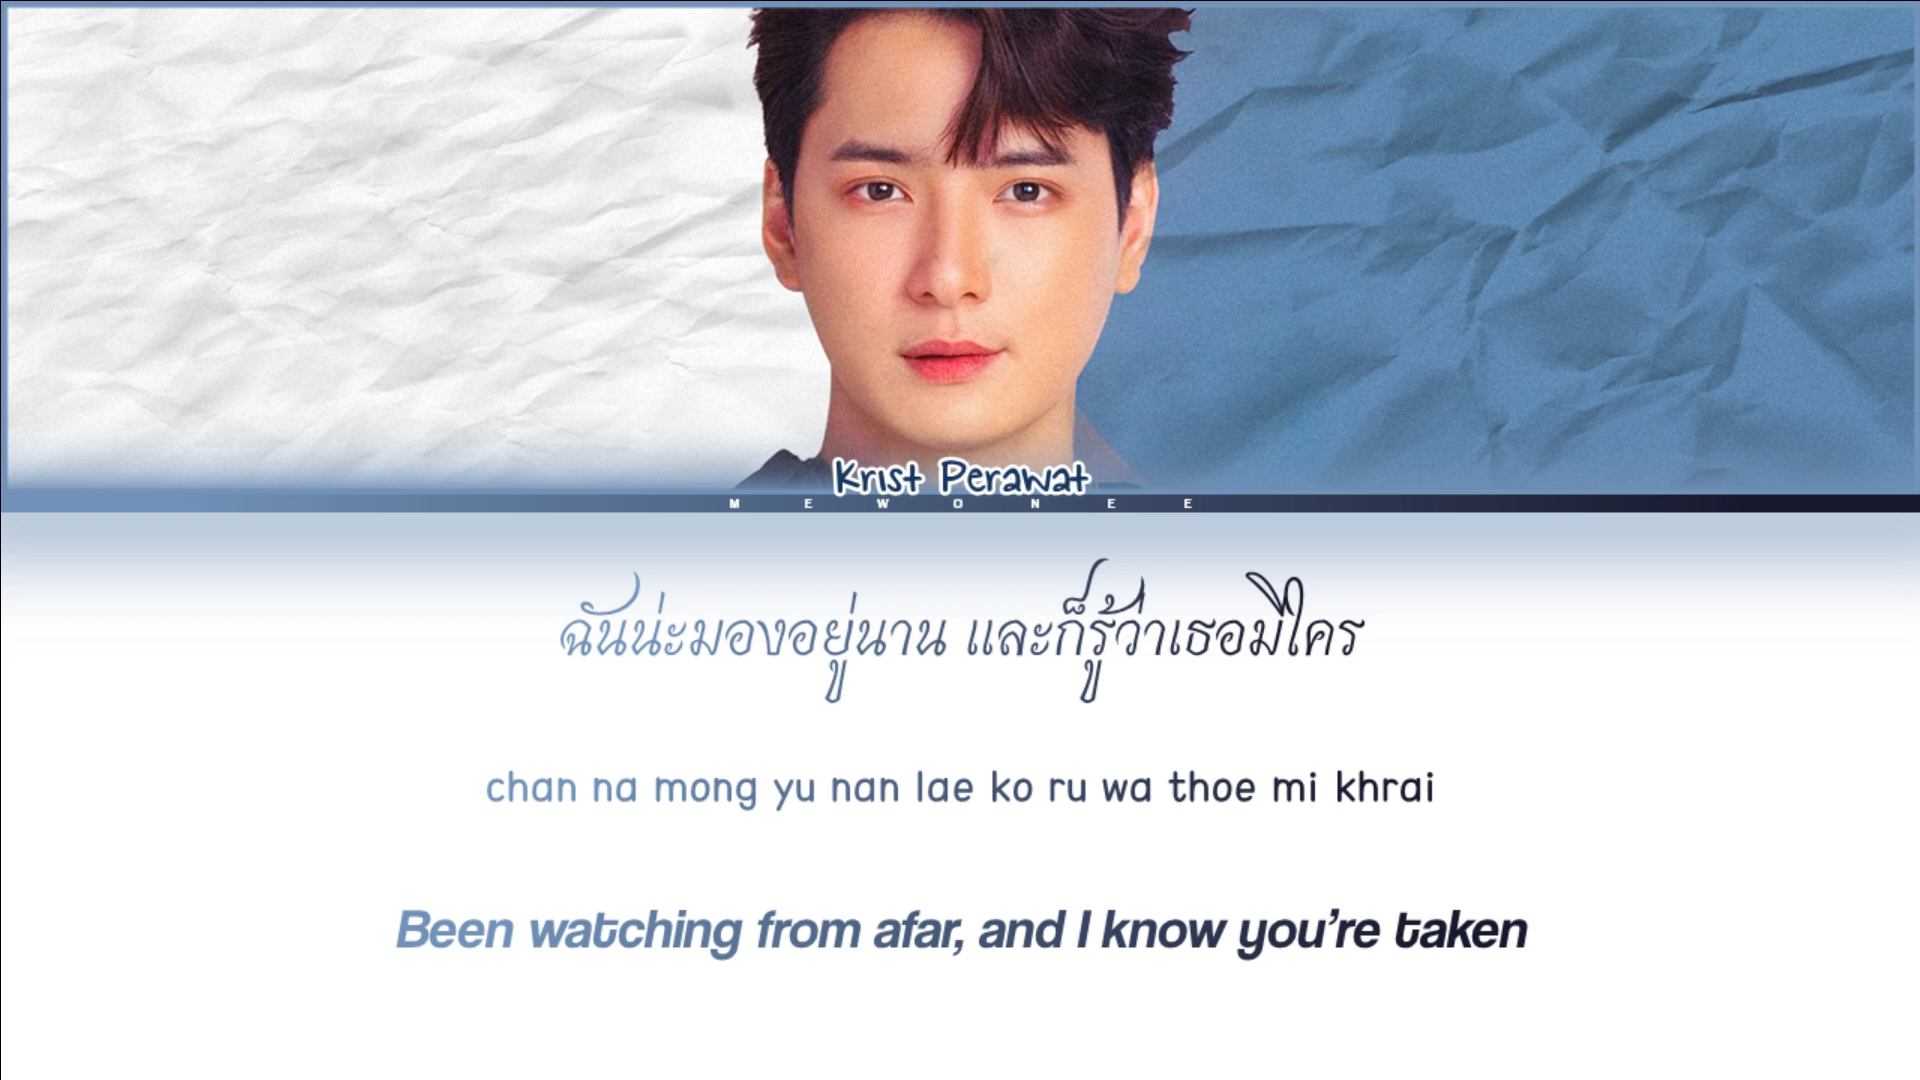 Krist Perawat
MEWONEE
ฉันน่ะมองอยู่นาน และก็รู้ว่าเธอมีใคร
chan na mong yu nan lae ko ru wa thoe mi khrai
Been watching from afar, and I know you're taken